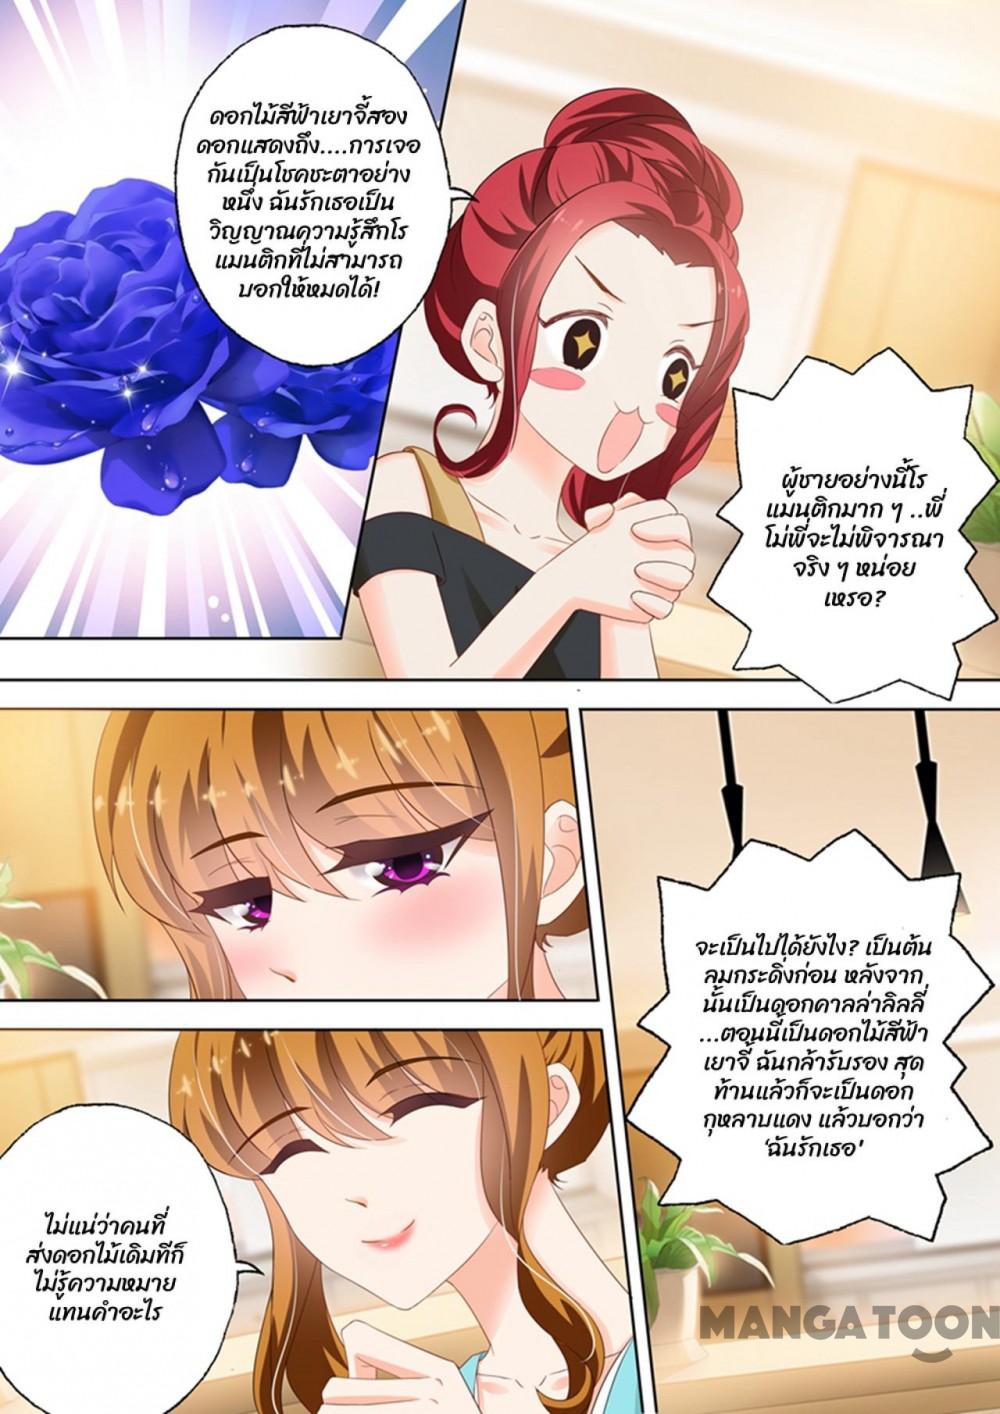 ดอกไม้สีฟ้าเยาจี้สอง
ดอกแสดงถึง....การเจอ
กันเป็นโชคชะตาอย่าง
หนึ่ง ฉันรักเธอเป็น
วิญญาณความรู้สึกโร
แมนติกที่ไม่สามารถ
บอกให้หมดได้!
ผู้ชายอย่างนี้โร
แมนติกมาก ๆ ..พี่
โม่พี่จะไม่พิจารณา
จริง ๆ หน่อย
เหรอ?
จะเป็นไปได้ยังไง? เป็นต้น
ลมกระดิ่งก่อน หลังจาก
นั้นเป็นดอกคาลล่าลิลลี่
...ตอนนี้เป็นดอกไม้สีฟ้า
เยาจี้ ฉันกล้ารับรอง สุด
ท้านแล้วก็จะเป็นดอก
กุหลาบแดง แล้วบอกว่า
'ฉันรักเธอ'
ไม่แน่ว่าคนที่
ส่งดอกไม้เดิมทีก็
ไม่รู้ความหมาย
แทนคำอะไร
MANGATOON